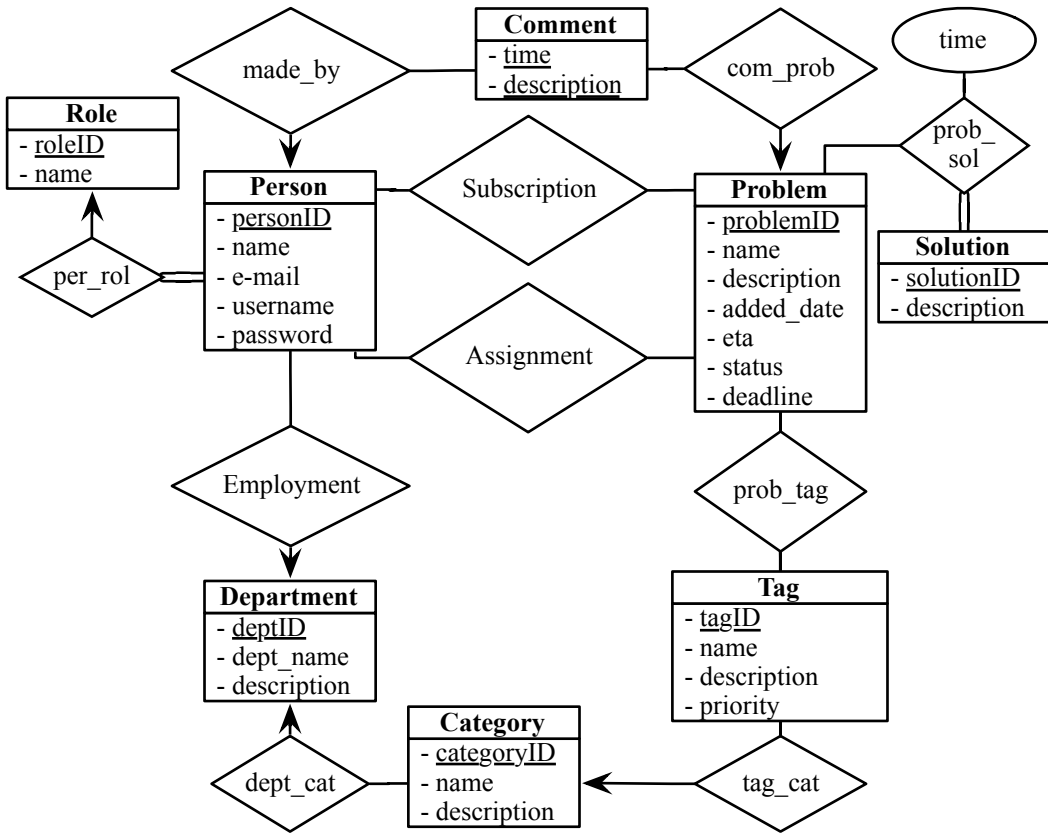 Comment
- time
- description
made_by
com_prob
time
Role
- roleID
- name
prob_
sol
Person
- personID
- name
- e-mail
- username
- password
Subscription
Problem
- problemID
- name
- description
- added_date
- eta
- status
- deadline
Solution
- solutionID
- description
per_rol
Assignment
Employment
prob_tag
Department
- deptID
- dept_name
- description
Tag
- tagID
- name
- description
- priority
dept_cat
Category
- categoryID
- name
- description
tag_cat